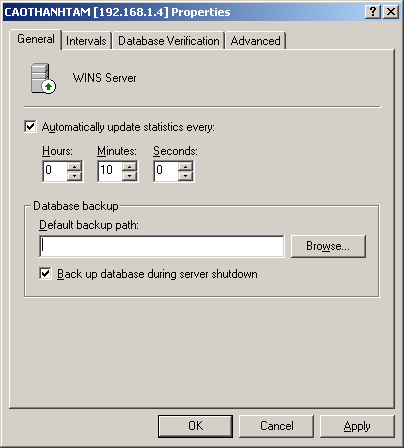 CAOTHANHTAM [192.168.1.4] Properties
General Intervals Database Verification Advanced
WINS Server
Automatically update statistics every:
Hours: Minutes: Seconds:
0 10 0
Database backup
Default backup path:
Browse...
Back up database during server shutdown
OK Cancel Apply